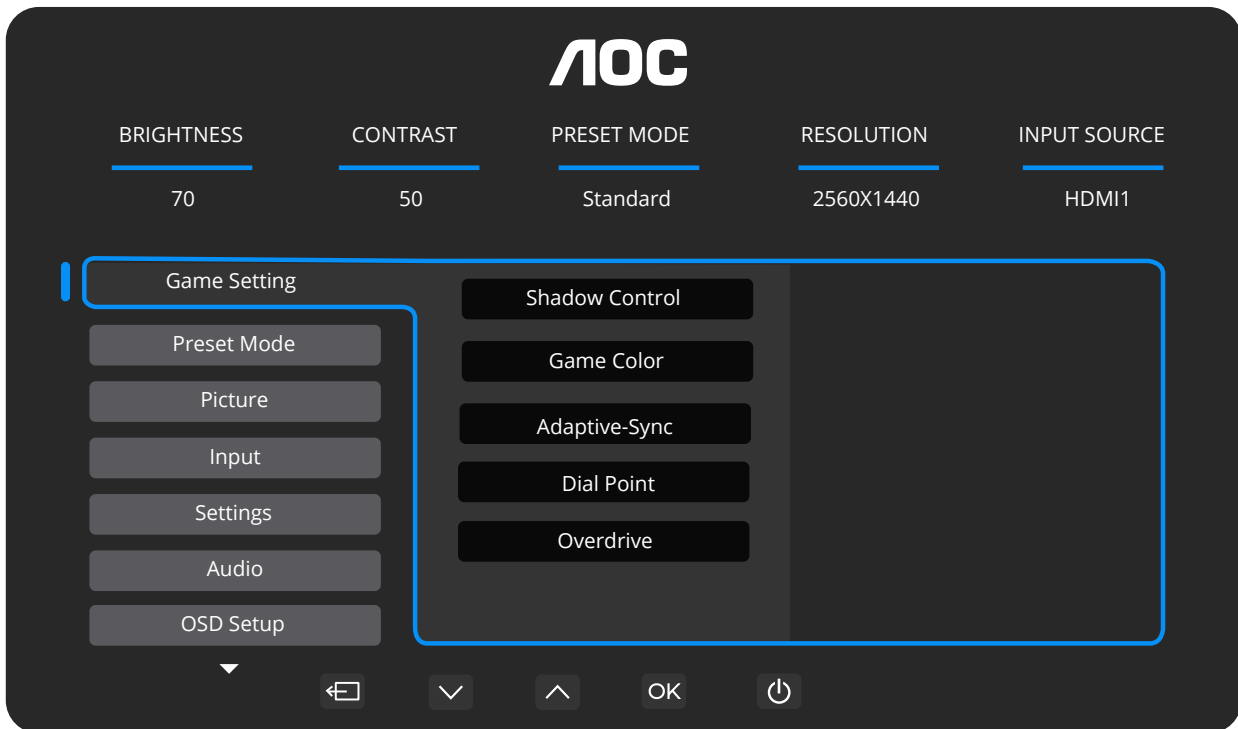 AOC
BRIGHTNESS CONTRAST PRESET MODE RESOLUTION INPUT SOURCE
70 50 Standard 2560X1440 HDMI1
Game Setting
Preset Mode
Picture
Input
Settings
Audio
OSD Setup
Shadow Control
Game Color
Adaptive-Sync
Dial Point
Overdrive
OK